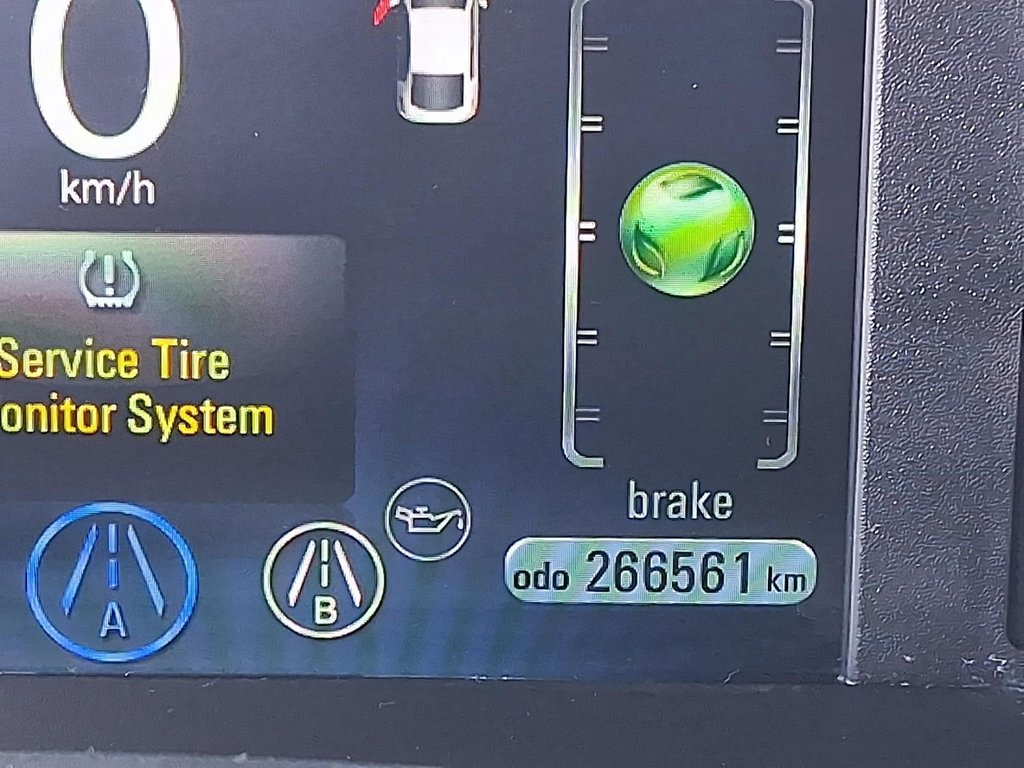 0
km/h
Service Tire
onitor System
brake
A
B
odo 266561 km